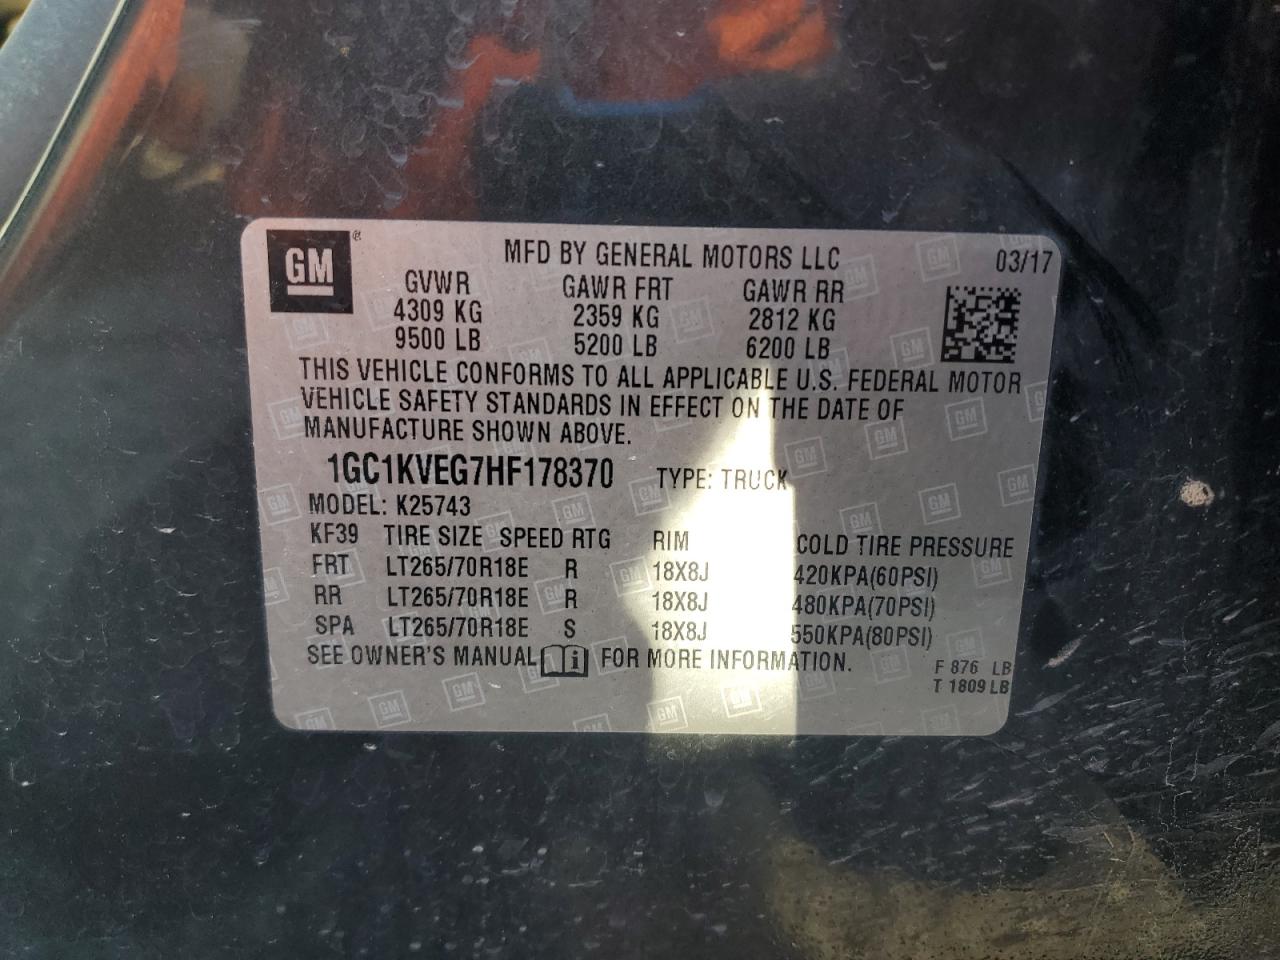 GM ® MFD BY GENERAL MOTORS LLC 03/17
GVWR GAWR FRT GAWR RR
4309 KG 2359 KG 2812 KG
9500 LB 5200 LB 6200 LB
THIS VEHICLE CONFORMS TO ALL APPLICABLE U.S. FEDERAL MOTOR
VEHICLE SAFETY STANDARDS IN EFFECT ON THE DATE OF
MANUFACTURE SHOWN ABOVE.
1GC1KVEG7HF178370 TYPE: TRUCK
MODEL: K25743
KF39 TIRE SIZE SPEED RTG RIM COLD TIRE PRESSURE
FRT LT265/70R18E R 18X8J 420KPA(60PSI)
RR LT265/70R18E R 18X8J 480KPA(70PSI)
SPA LT265/70R18E S 18X8J 550KPA(80PSI)
SEE OWNER'S MANUAL i FOR MORE INFORMATION.
F 876 LB
T 1809 LB